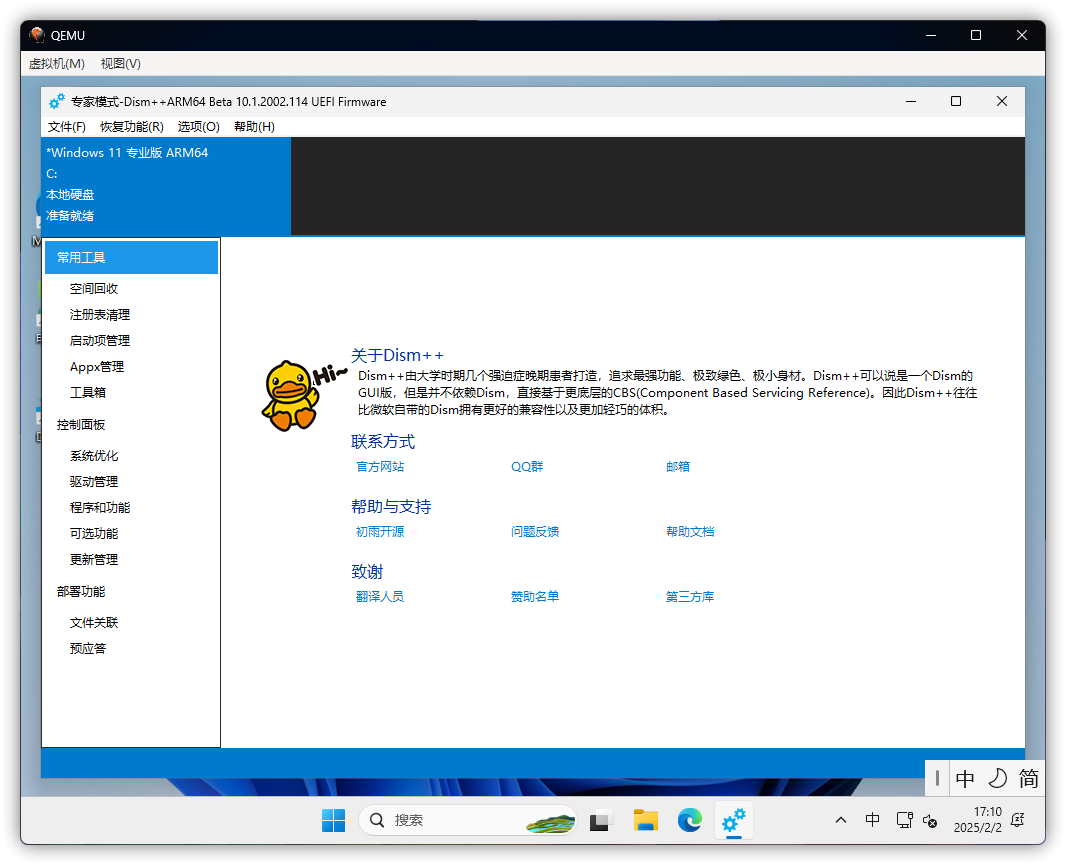 QEMU
虚拟机(M) 视图(V)
专家模式-Dism++ARM64 Beta 10.1.2002.114 UEFI Firmware
文件(F) 恢复功能(R) 选项(O) 帮助(H)
*Windows 11 专业版 ARM64
C:
本地硬盘
准备就绪
常用工具
空间回收
注册表清理
启动项管理
Appx管理
工具箱
控制面板
系统优化
驱动管理
程序和功能
可选功能
更新管理
部署功能
文件关联
预应答
Hi~
关于Dism++
Dism++由大学时期几个强迫症晚期患者打造，追求最强功能、极致绿色、极小身材。Dism++可以说是一个Dism的
GUI版，但是并不依赖Dism，直接基于更底层的CBS(Component Based Servicing Reference)。因此Dism++往往
比微软自带的Dism拥有更好的兼容性以及更加轻巧的体积。
联系方式
官方网站 QQ群 邮箱
帮助与支持
初雨开源 问题反馈 帮助文档
致谢
翻译人员 赞助名单 第三方库
中 简
搜索
中
17:10
2025/2/2